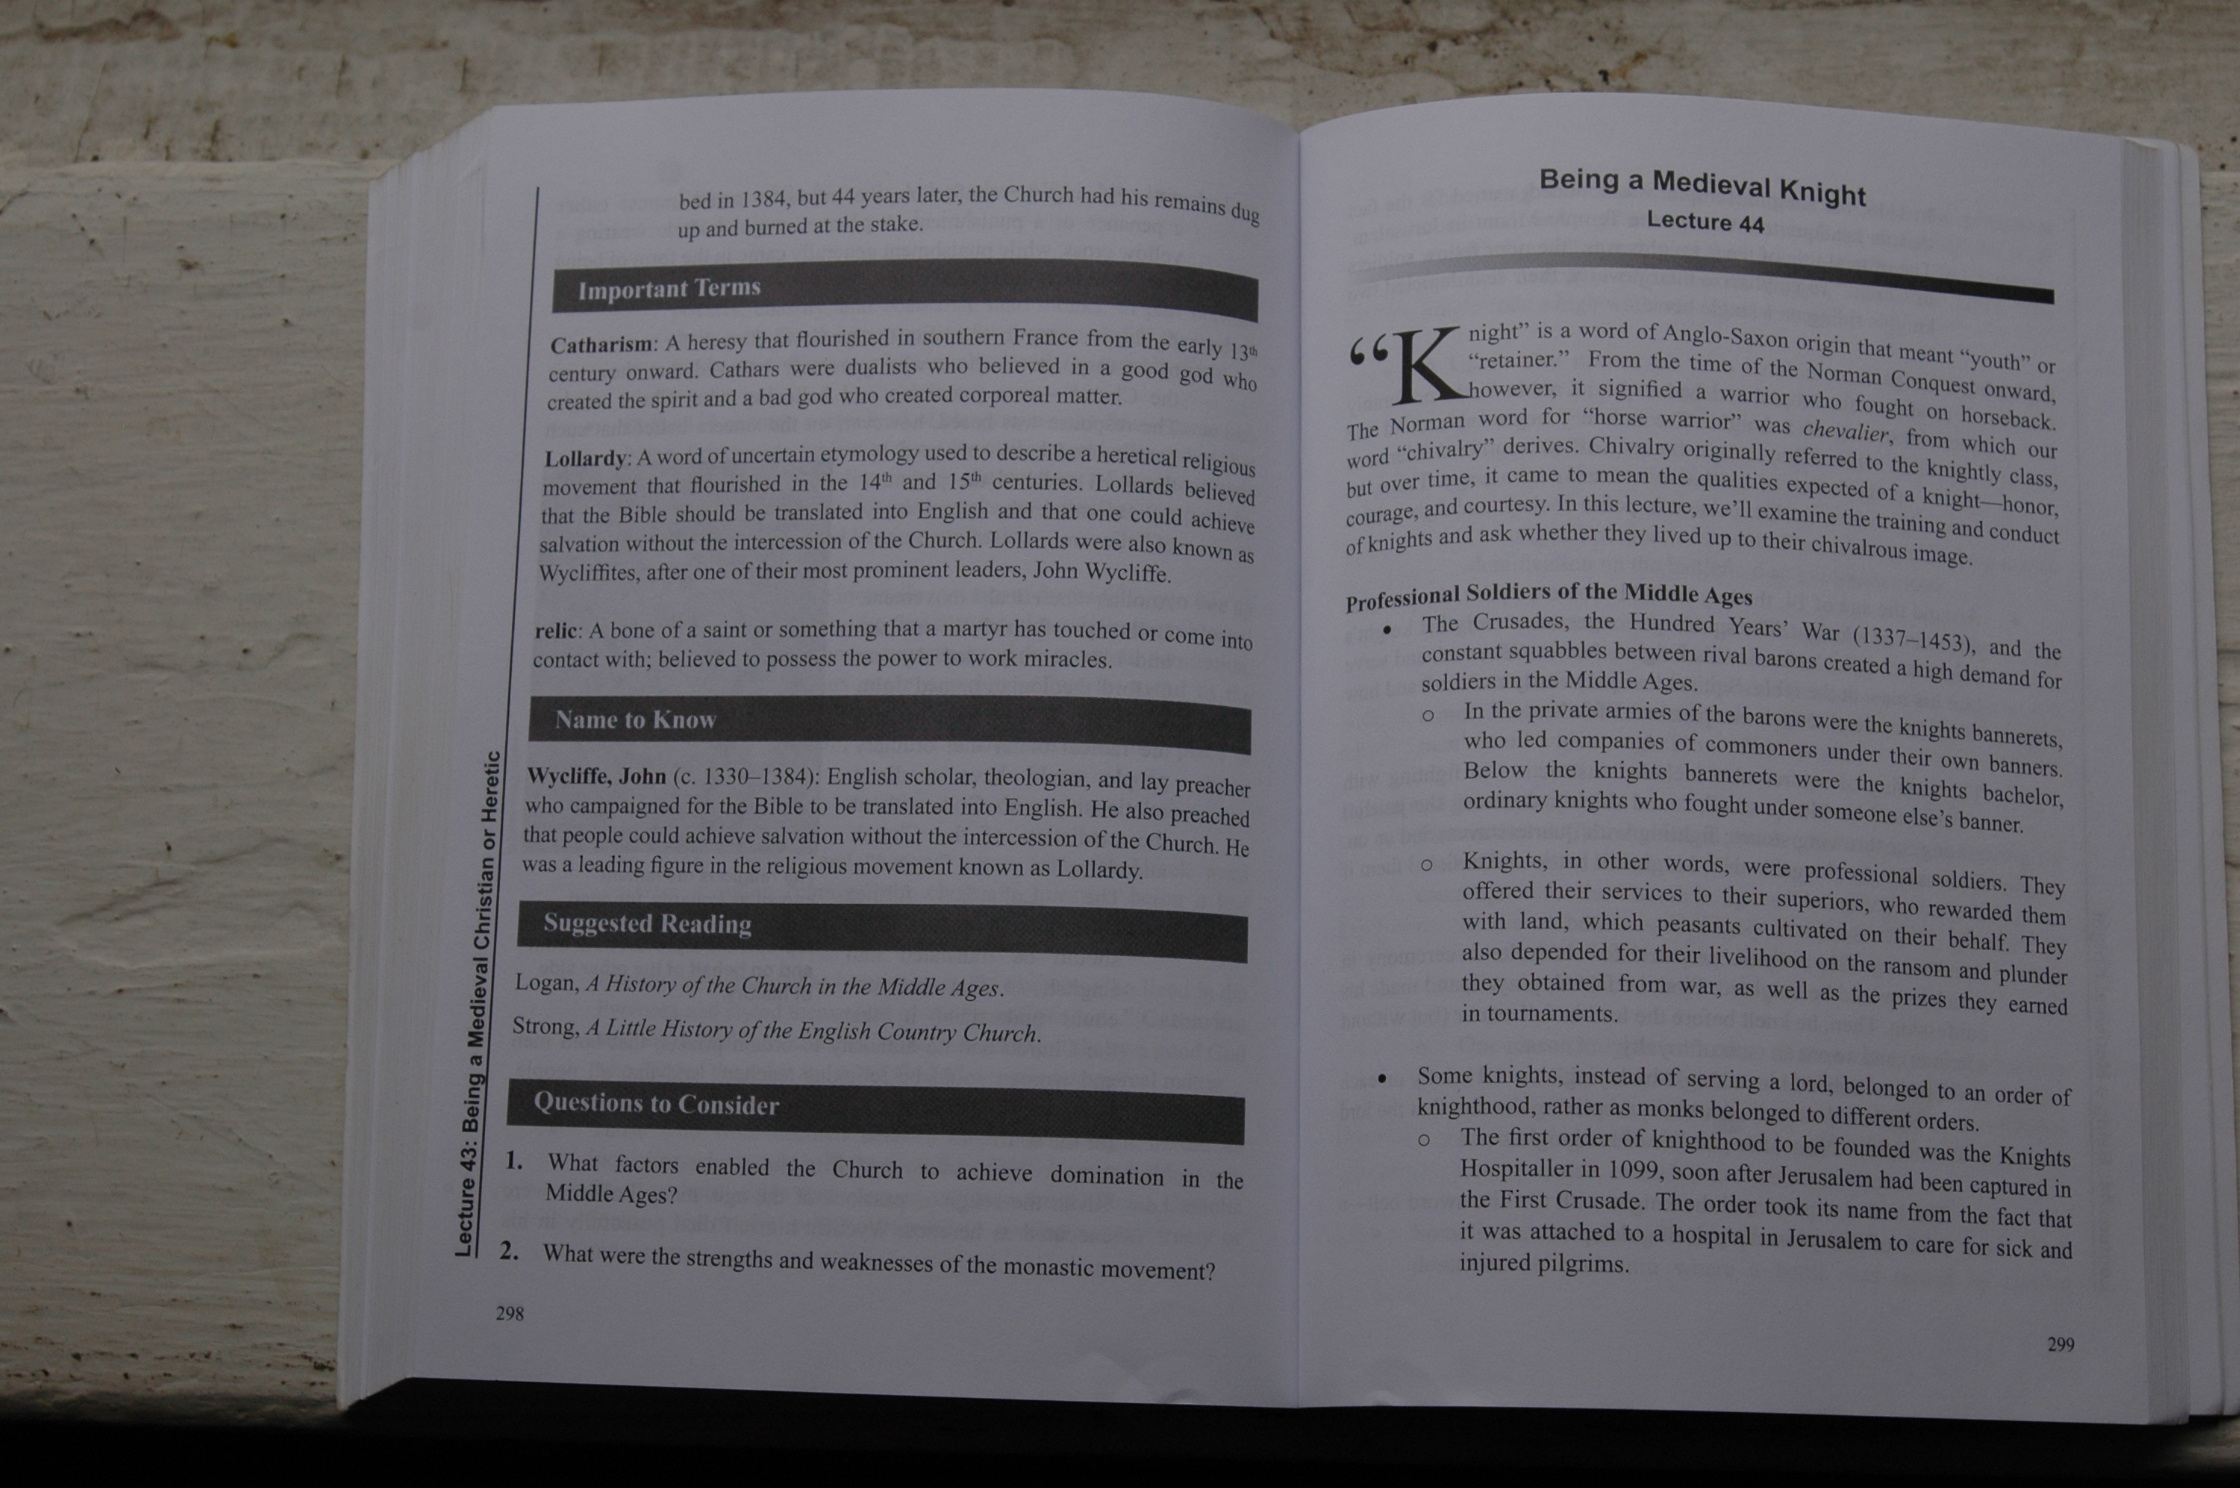 bed in 1384, but 44 years later, the Church had his remains dug
up and burned at the stake.
Important Terms
Catharism: A heresy that flourished in southern France from the early 13th
century onward. Cathars were dualists who believed in a good god who
created the spirit and a bad god who created corporeal matter.
Lollardy: A word of uncertain etymology used to describe a heretical religious
movement that flourished in the 14th and 15th centuries. Lollards believed
that the Bible should be translated into English and that one could achieve
salvation without the intercession of the Church. Lollards were also known as
Wycliffites, after one of their most prominent leaders, John Wycliffe.
relic: A bone of a saint or something that a martyr has touched or come into
contact with; believed to possess the power to work miracles.
Name to Know
Wycliffe, John (c. 1330–1384): English scholar, theologian, and lay preacher
who campaigned for the Bible to be translated into English. He also preached
that people could achieve salvation without the intercession of the Church. He
was a leading figure in the religious movement known as Lollardy.
Suggested Reading
Logan, A History of the Church in the Middle Ages.
Strong, A Little History of the English Country Church.
Questions to Consider
1. What factors enabled the Church to achieve domination in the
Middle Ages?
2. What were the strengths and weaknesses of the monastic movement?
298
Lecture 43: Being a Medieval Christian or Heretic
Being a Medieval Knight
Lecture 44
“Knight” is a word of Anglo-Saxon origin that meant “youth” or
“retainer.” From the time of the Norman Conquest onward,
however, it signified a warrior who fought on horseback.
The Norman word for “horse warrior” was chevalier, from which our
word “chivalry” derives. Chivalry originally referred to the knightly class,
but over time, it came to mean the qualities expected of a knight—honor,
courage, and courtesy. In this lecture, we’ll examine the training and conduct
of knights and ask whether they lived up to their chivalrous image.
Professional Soldiers of the Middle Ages
• The Crusades, the Hundred Years’ War (1337–1453), and the
constant squabbles between rival barons created a high demand for
soldiers in the Middle Ages.
o In the private armies of the barons were the knights bannerets,
who led companies of commoners under their own banners.
Below the knights bannerets were the knights bachelor,
ordinary knights who fought under someone else’s banner.
o Knights, in other words, were professional soldiers. They
offered their services to their superiors, who rewarded them
with land, which peasants cultivated on their behalf. They
also depended for their livelihood on the ransom and plunder
they obtained from war, as well as the prizes they earned
in tournaments.
• Some knights, instead of serving a lord, belonged to an order of
knighthood, rather as monks belonged to different orders.
o The first order of knighthood to be founded was the Knights
Hospitaller in 1099, soon after Jerusalem had been captured in
the First Crusade. The order took its name from the fact that
it was attached to a hospital in Jerusalem to care for sick and
injured pilgrims.
299